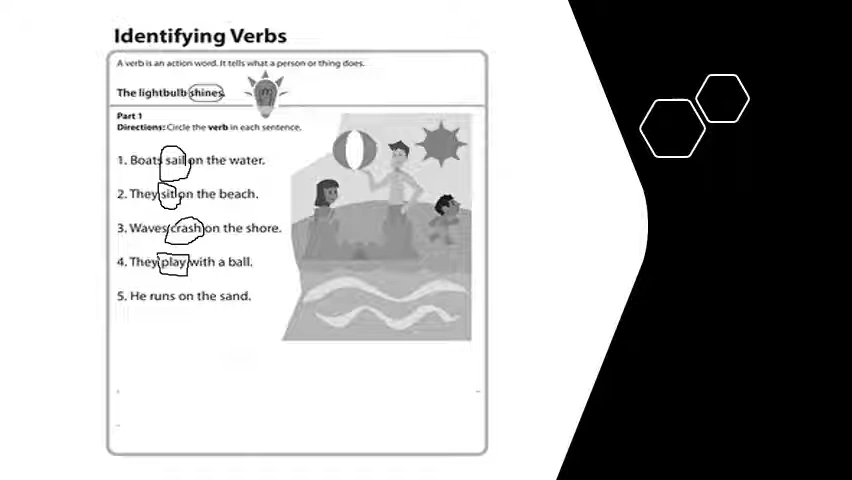 Identifying Verbs
A verb is an action word. It tells what a person or thing does.
The lightbulb shines.
Part 1
Directions: Circle the verb in each sentence.
1. Boats sail on the water.
2. They sit on the beach.
3. Waves crash on the shore.
4. They play with a ball.
5. He runs on the sand.